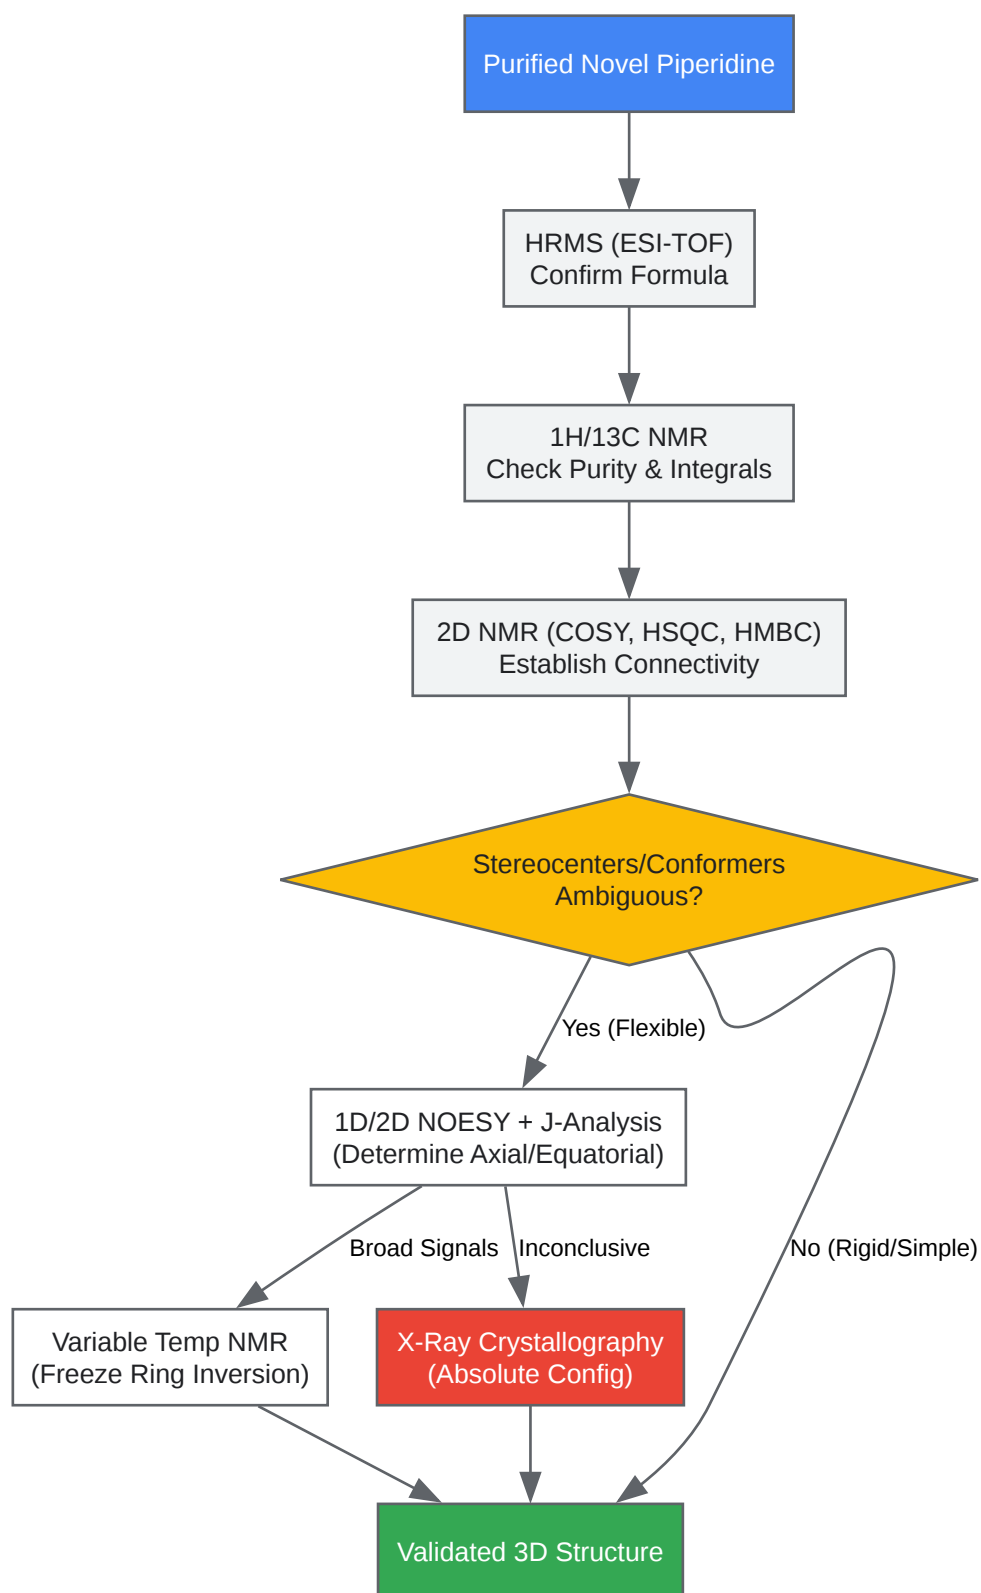 Purified Novel Piperidine
HRMS (ESI-TOF)
Confirm Formula
1H/13C NMR
Check Purity & Integrals
2D NMR (COSY, HSQC, HMBC)
Establish Connectivity
Stereocenters/Conformers
Ambiguous?
Yes (Flexible)
1D/2D NOESY + J-Analysis
(Determine Axial/Equatorial)
Broad Signals
Inconclusive
No (Rigid/Simple)
Variable Temp NMR
(Freeze Ring Inversion)
X-Ray Crystallography
(Absolute Config)
Validated 3D Structure